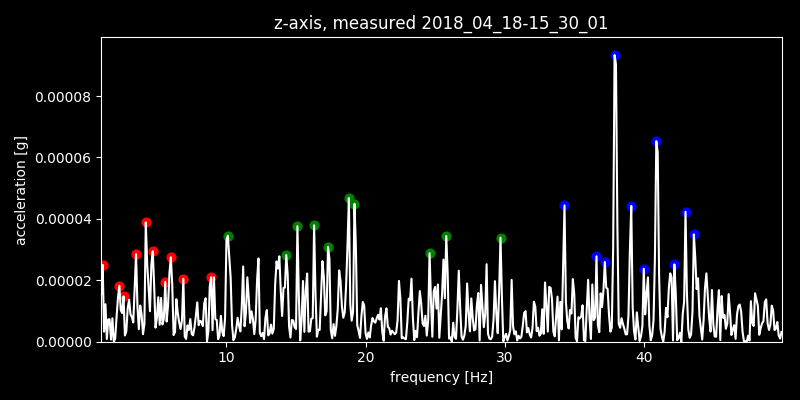 z-axis, measured 2018_04_18-15_30_01
0.00008
0.00006
0.00004
0.00002
0.00000
acceleration [g]
10 20 30 40
frequency [Hz]